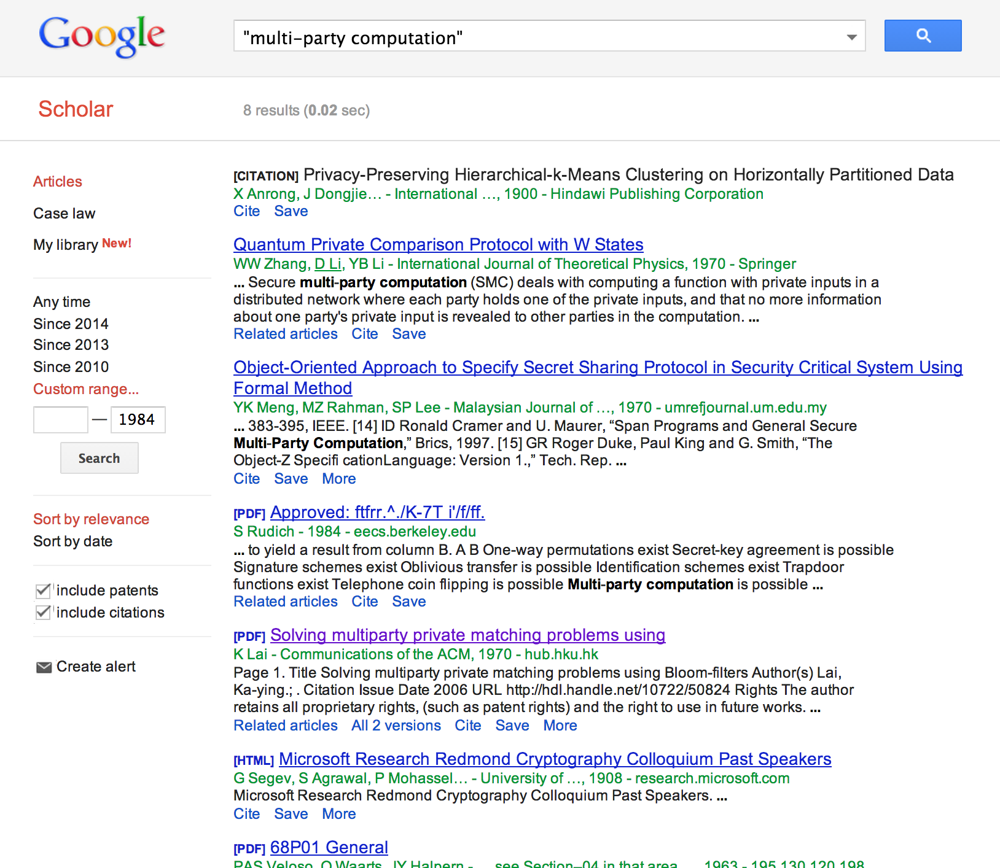 Google
"multi-party computation"
Scholar
8 results (0.02 sec)
Articles
Case law
My library New!
Any time
Since 2014
Since 2013
Since 2010
Custom range...
— 1984
Search
Sort by relevance
Sort by date
include patents
include citations
Create alert
[CITATION] Privacy-Preserving Hierarchical-k-Means Clustering on Horizontally Partitioned Data
X Anrong, J Dongjie… - International …, 1900 - Hindawi Publishing Corporation
Cite Save
Quantum Private Comparison Protocol with W States
WW Zhang, D Li, YB Li - International Journal of Theoretical Physics, 1970 - Springer
... Secure multi-party computation (SMC) deals with computing a function with private inputs in a
distributed network where each party holds one of the private inputs, and that no more information
about one party's private input is revealed to other parties in the computation. ...
Related articles Cite Save
Object-Oriented Approach to Specify Secret Sharing Protocol in Security Critical System Using
Formal Method
YK Meng, MZ Rahman, SP Lee - Malaysian Journal of …, 1970 - umrefjournal.um.edu.my
... 383-395, IEEE. [14] ID Ronald Cramer and U. Maurer, “Span Programs and General Secure
Multi-Party Computation,” Brics, 1997. [15] GR Roger Duke, Paul King and G. Smith, “The
Object-Z Specifi cationLanguage: Version 1.,” Tech. Rep. ...
Cite Save More
[PDF] Approved: ftfrr.^./K-7T i'/f/ff.
S Rudich - 1984 - eecs.berkeley.edu
... to yield a result from column B. A B One-way permutations exist Secret-key agreement is possible
Signature schemes exist Oblivious transfer is possible Identification schemes exist Trapdoor
functions exist Telephone coin flipping is possible Multi-party computation is possible ...
Related articles Cite Save
[PDF] Solving multiparty private matching problems using
K Lai - Communications of the ACM, 1970 - hub.hku.hk
Page 1. Title Solving multiparty private matching problems using Bloom-filters Author(s) Lai,
Ka-ying.; . Citation Issue Date 2006 URL http://hdl.handle.net/10722/50824 Rights The author
retains all proprietary rights, (such as patent rights) and the right to use in future works. ...
Related articles All 2 versions Cite Save More
[HTML] Microsoft Research Redmond Cryptography Colloquium Past Speakers
G Segev, S Agrawal, P Mohassel… - University of …, 1908 - research.microsoft.com
Microsoft Research Redmond Cryptography Colloquium Past Speakers. ...
Cite Save More
[PDF] 68P01 General
PAS Veloso, O Waarts, JY Halpern - … see Section–04 in that area …, 1963 - 195.130.120.198